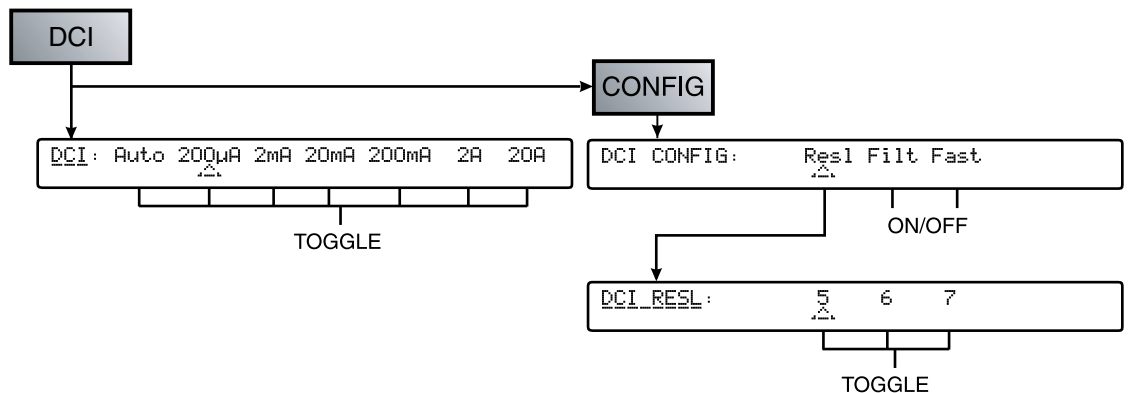 DCI
CONFIG
DCI: Auto 200µA 2mA 20mA 200mA 2A 20A
TOGGLE
DCI CONFIG: Resl Filt Fast
ON/OFF
DCI RESL: 5 6 7
TOGGLE